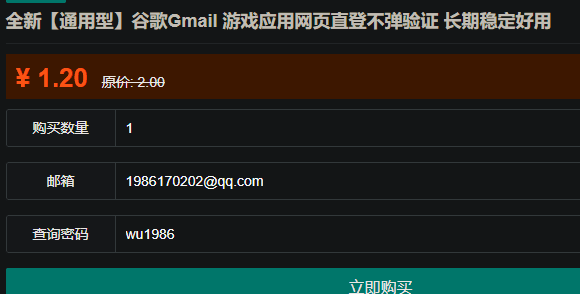 全新【通用型】谷歌Gmail 游戏应用网页直登不弹验证 长期稳定好用
¥ 1.20 原价: 2.00
购买数量 1
邮箱 1986170202@qq.com
查询密码 wu1986
立即购买